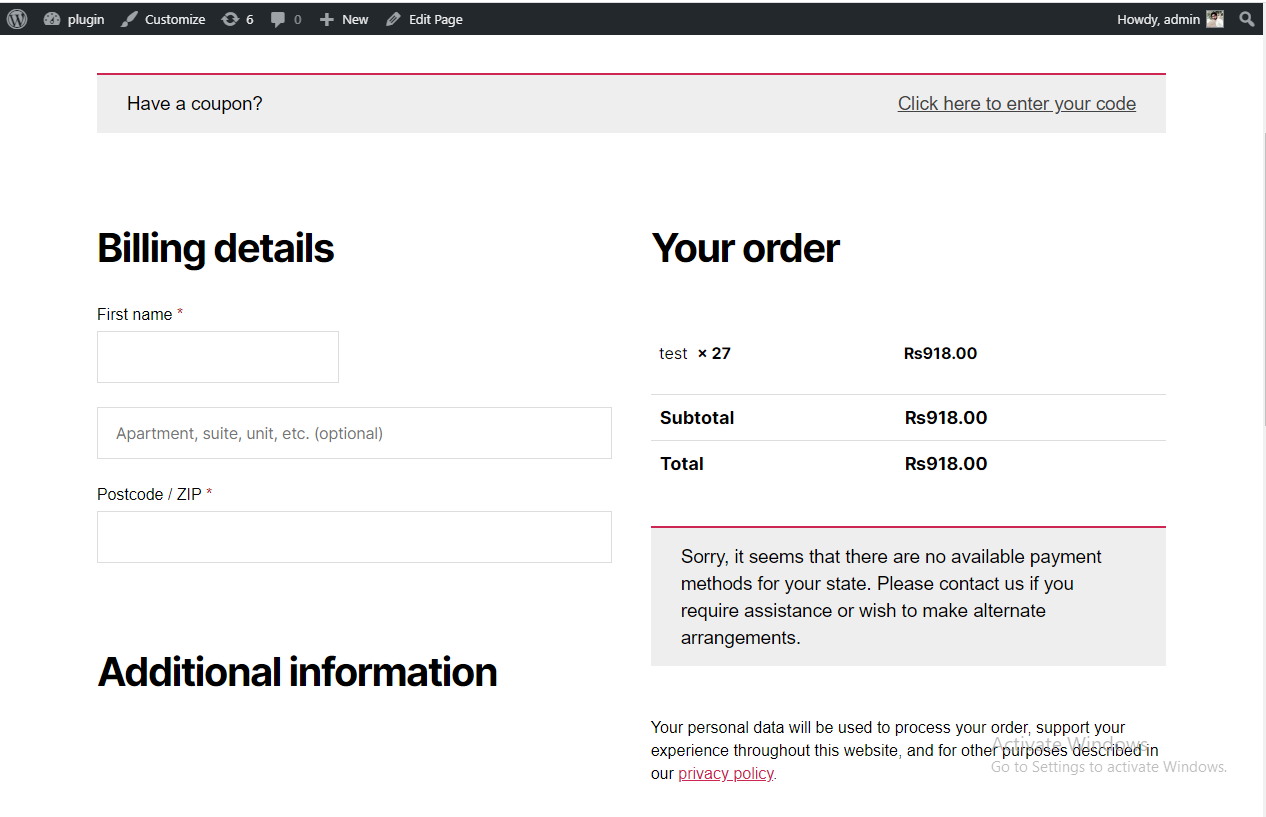 plugin Customize 6 0 New Edit Page Howdy, admin
Have a coupon? Click here to enter your code
Billing details
First name *
Apartment, suite, unit, etc. (optional)
Postcode / ZIP *
Additional information
Your order
test × 27 Rs918.00
Subtotal Rs918.00
Total Rs918.00
Sorry, it seems that there are no available payment
methods for your state. Please contact us if you
require assistance or wish to make alternate
arrangements.
Your personal data will be used to process your order, support your
experience throughout this website, and for other purposes described in
our privacy policy.
Activate Windows
Go to Settings to activate Windows.